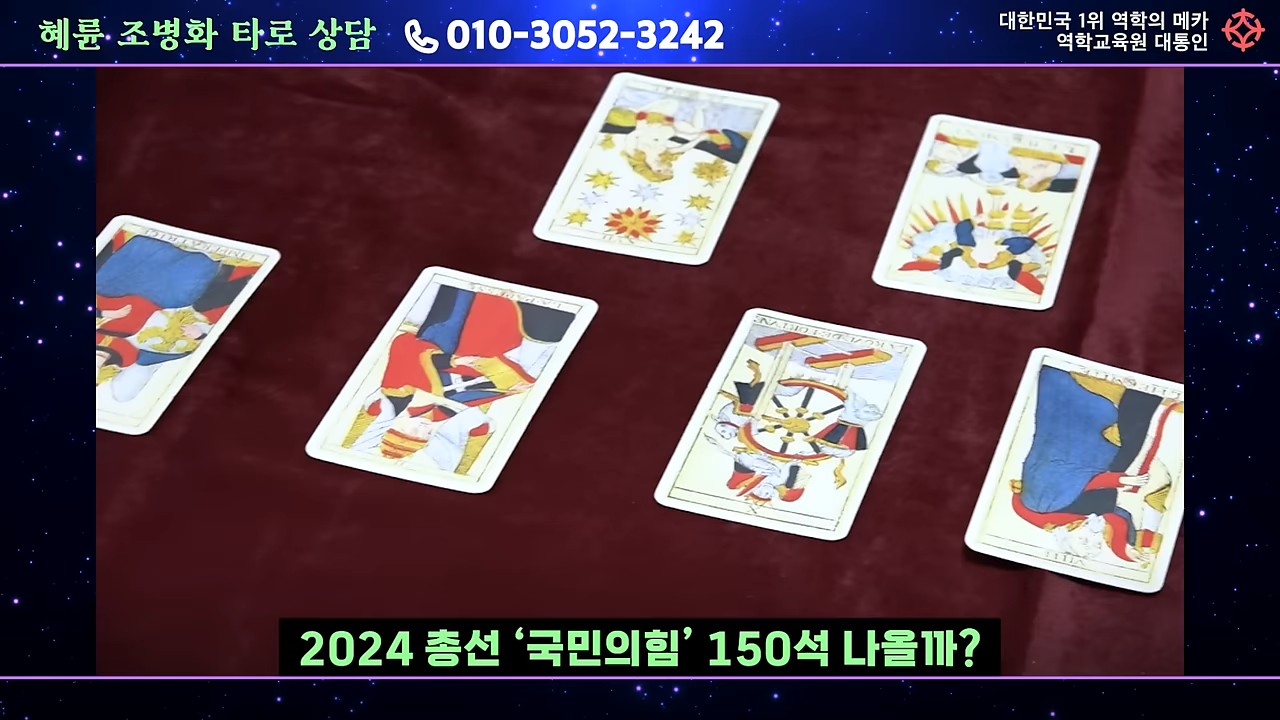 혜륜 조병화 타로 상담
010-3052-3242
대한민국 1위 역학의 메카
역학교육원 대통인
2024 총선 ‘국민의힘’ 150석 나올까?